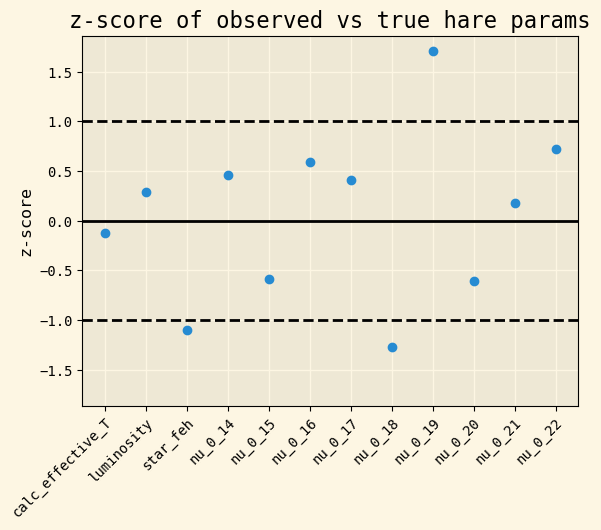 z-score of observed vs true hare params
z-score
1.5
1.0
0.5
0.0
−0.5
−1.0
−1.5
calc_effective_T
luminosity
star_feh
nu_0_14
nu_0_15
nu_0_16
nu_0_17
nu_0_18
nu_0_19
nu_0_20
nu_0_21
nu_0_22